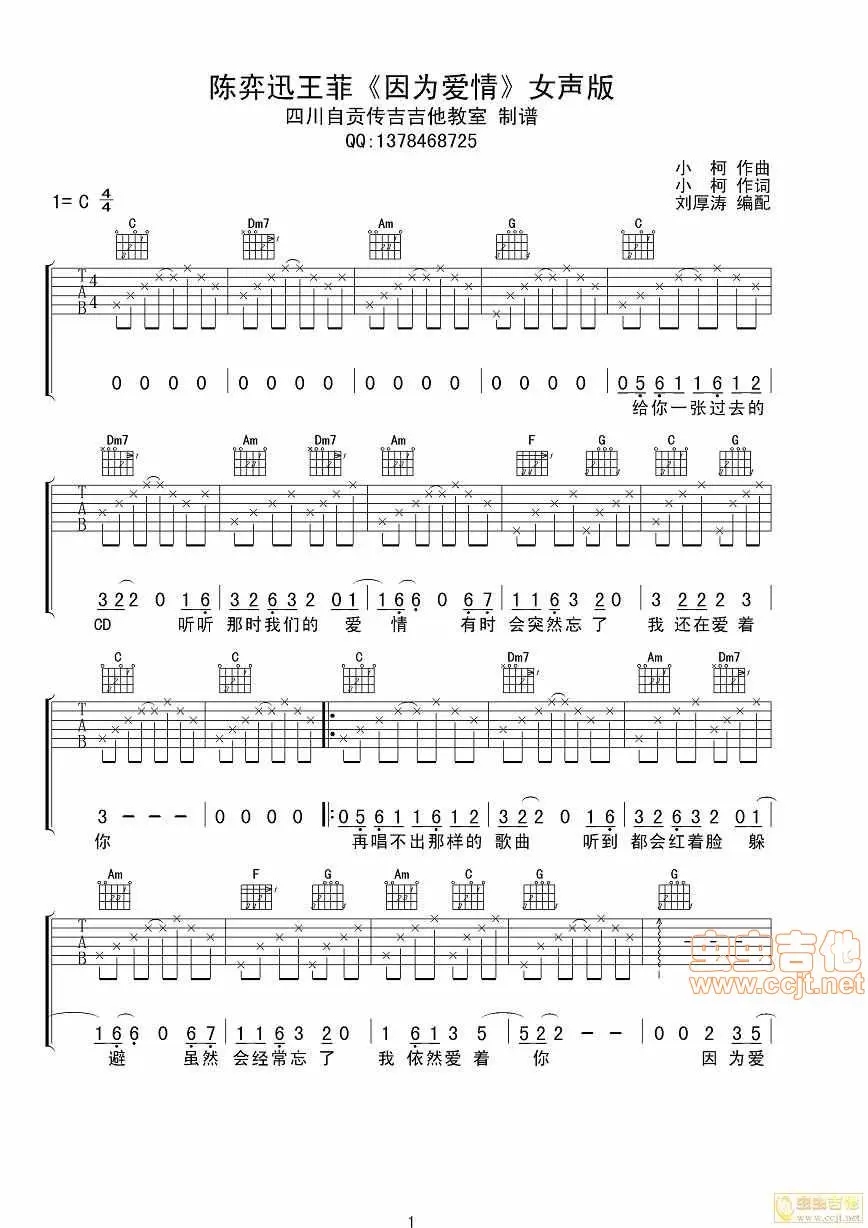 陈弈迅王菲《因为爱情》女声版
四川自贡传吉吉他教室 制谱
QQ:1378468725
小 柯 作曲
小 柯 作词
刘厚涛 编配
1= C 4/4
C Dm7 Am G C
T A B 4/4
0 0 0 0 | 0 0 0 0 | 0 0 0 0 | 0 0 0 0 | 0 5 6 1 1 6 1 2
给你一张过去的
Dm7 Am Dm7 Am F G C G
T A B
3 2 2 0 1 6 | 3 2 6 3 2 0 1 | 1 6 6 0 6 7 | 1 1 6 3 2 0 | 3 2 2 2 3
CD 听听 那时我们的 爱 情 有时 会突然忘了 我 还在爱着
C C C Dm7 Am Dm7
T A B
3 - - - | 0 0 0 0 |: 0 5 6 1 1 6 1 2 | 3 2 2 0 1 6 | 3 2 6 3 2 0 1
你 再唱不出那样的 歌曲 听到 都会红着脸 躲
Am F G Am C G G
T A B
1 6 6 0 6 7 | 1 1 6 3 2 0 | 1 6 1 3 5 | 5 2 2 - - | 0 0 2 3 5
避 虽然 会经常忘了 我 依然爱着 你 因 为爱
虫虫吉他
www.ccjt.net
1
虫虫吉他
www.ccjt.net